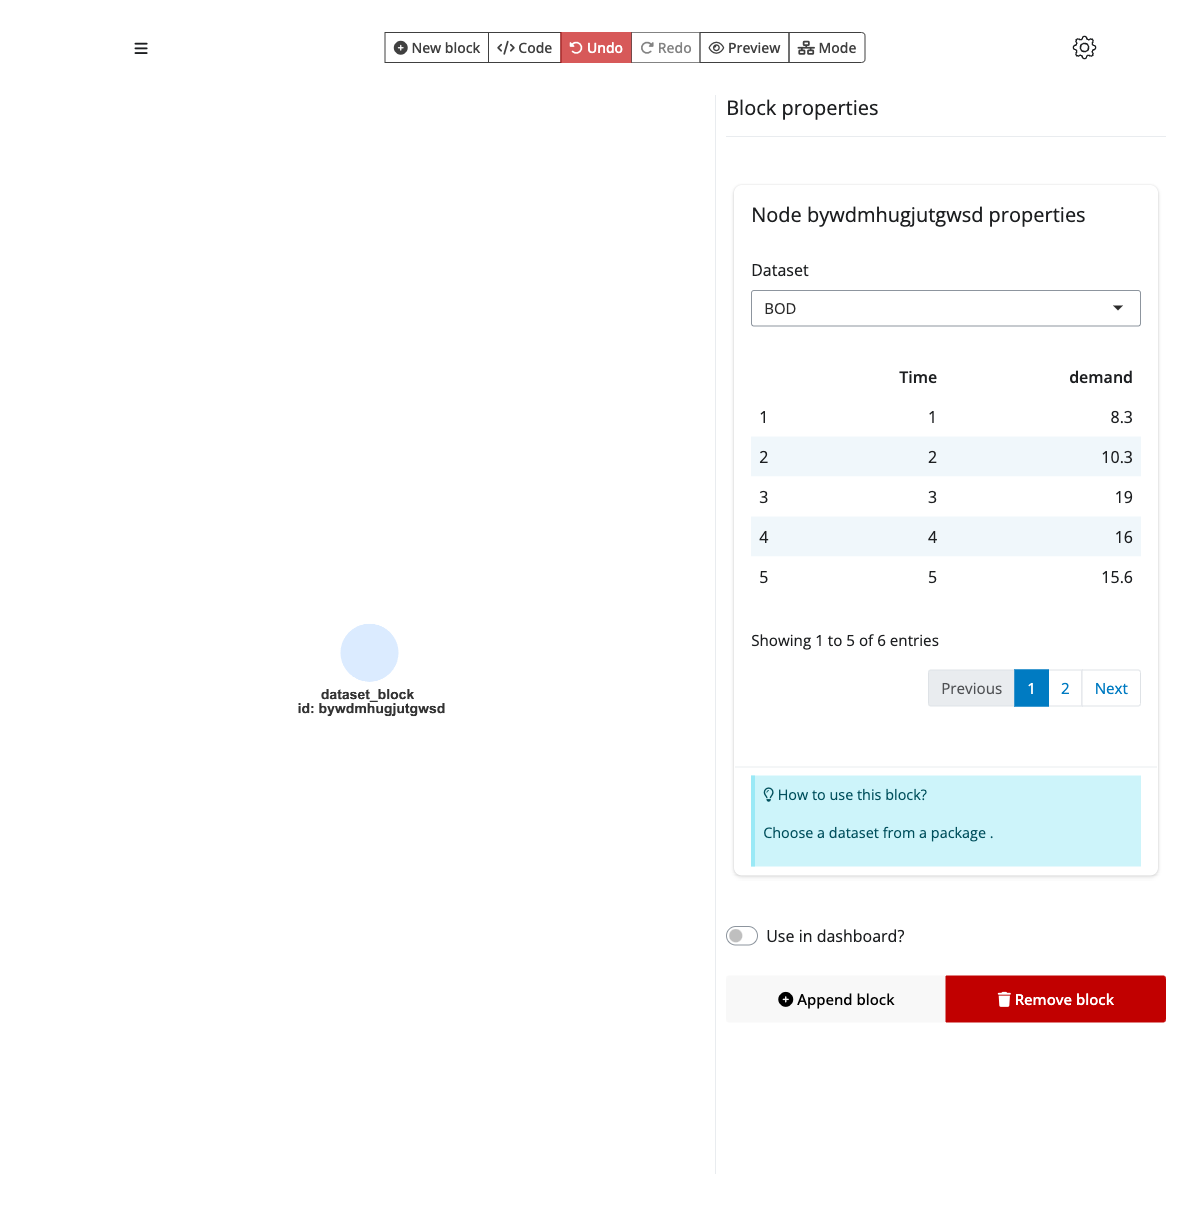 New block Code Undo Redo Preview Mode
Block properties
Node bywdmhugjutgwsd properties
Dataset
BOD
Time demand
1 1 8.3
2 2 10.3
3 3 19
4 4 16
5 5 15.6
Showing 1 to 5 of 6 entries
Previous 1 2 Next
dataset_block
id: bywdmhugjutgwsd
How to use this block?
Choose a dataset from a package .
Use in dashboard?
Append block Remove block